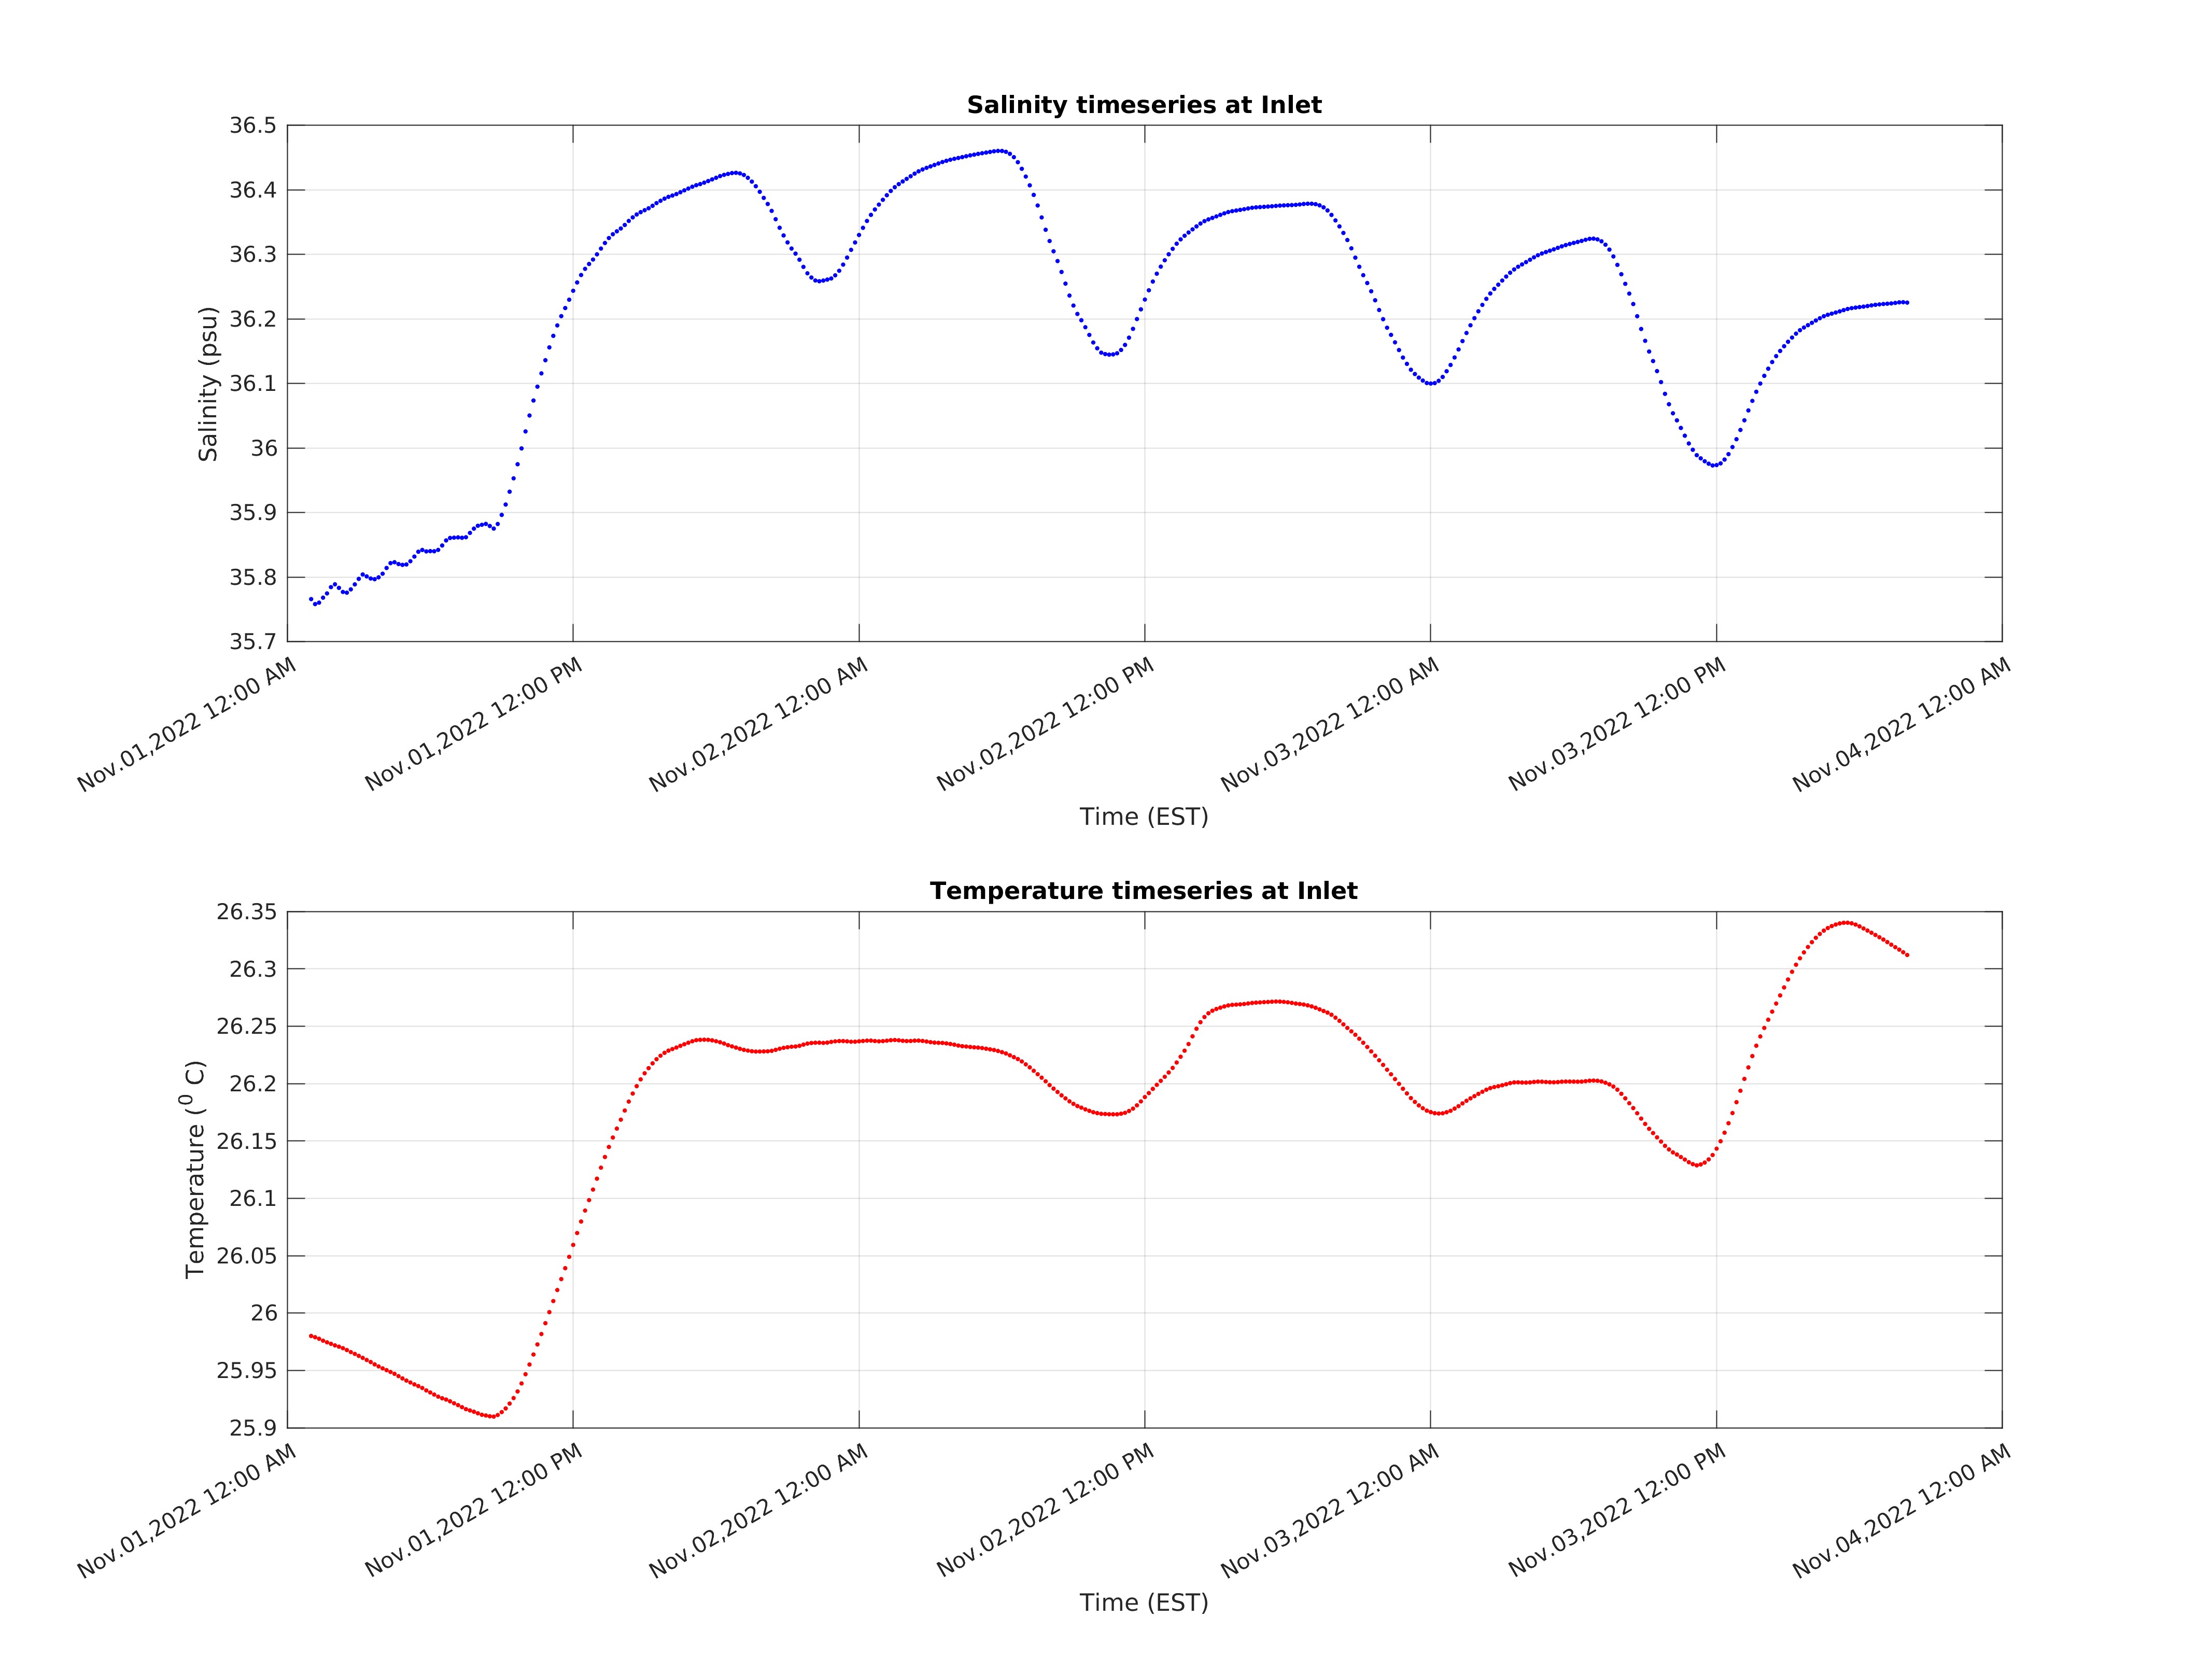 Salinity timeseries at Inlet
Salinity (psu)
36.5
36.4
36.3
36.2
36.1
36
35.9
35.8
35.7
Nov.01,2022 12:00 AM
Nov.01,2022 12:00 PM
Nov.02,2022 12:00 AM
Nov.02,2022 12:00 PM
Nov.03,2022 12:00 AM
Nov.03,2022 12:00 PM
Nov.04,2022 12:00 AM
Time (EST)
Temperature timeseries at Inlet
Temperature (⁰ C)
26.35
26.3
26.25
26.2
26.15
26.1
26.05
26
25.95
25.9
Nov.01,2022 12:00 AM
Nov.01,2022 12:00 PM
Nov.02,2022 12:00 AM
Nov.02,2022 12:00 PM
Nov.03,2022 12:00 AM
Nov.03,2022 12:00 PM
Nov.04,2022 12:00 AM
Time (EST)